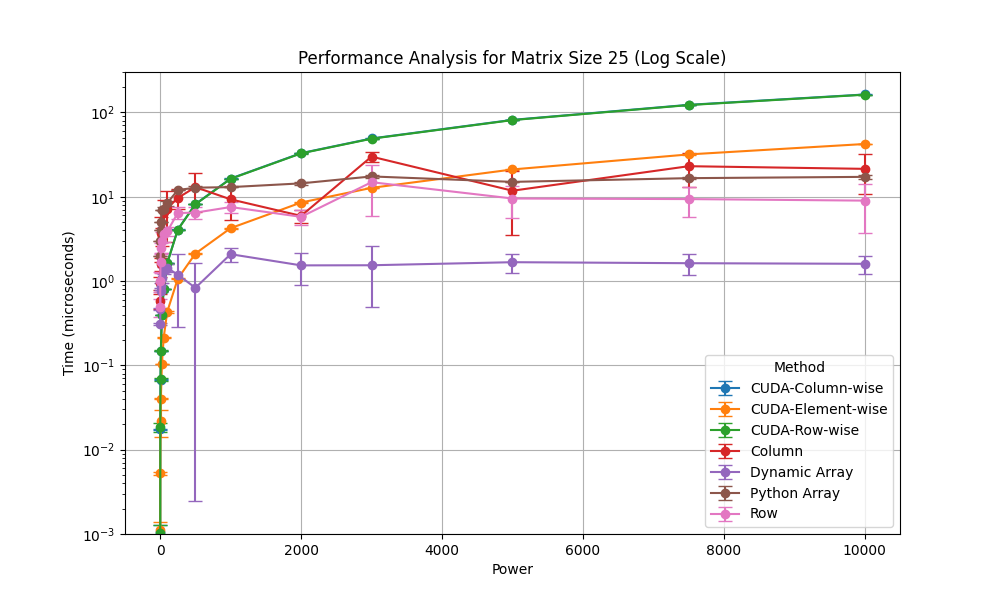 Performance Analysis for Matrix Size 25 (Log Scale)
Time (microseconds)
10²
10¹
10⁰
10⁻¹
10⁻²
10⁻³
0 2000 4000 6000 8000 10000
Power
Method
CUDA-Column-wise
CUDA-Element-wise
CUDA-Row-wise
Column
Dynamic Array
Python Array
Row